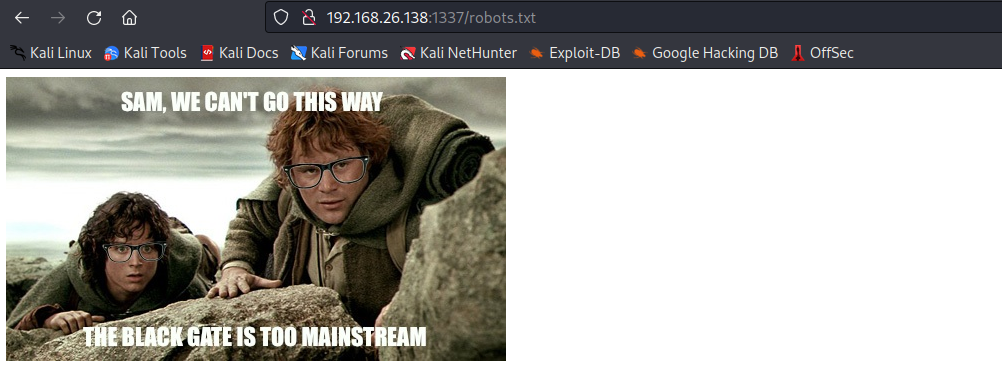 192.168.26.138:1337/robots.txt
Kali Linux Kali Tools Kali Docs Kali Forums Kali NetHunter Exploit-DB Google Hacking DB OffSec
SAM, WE CAN'T GO THIS WAY
THE BLACK GATE IS TOO MAINSTREAM